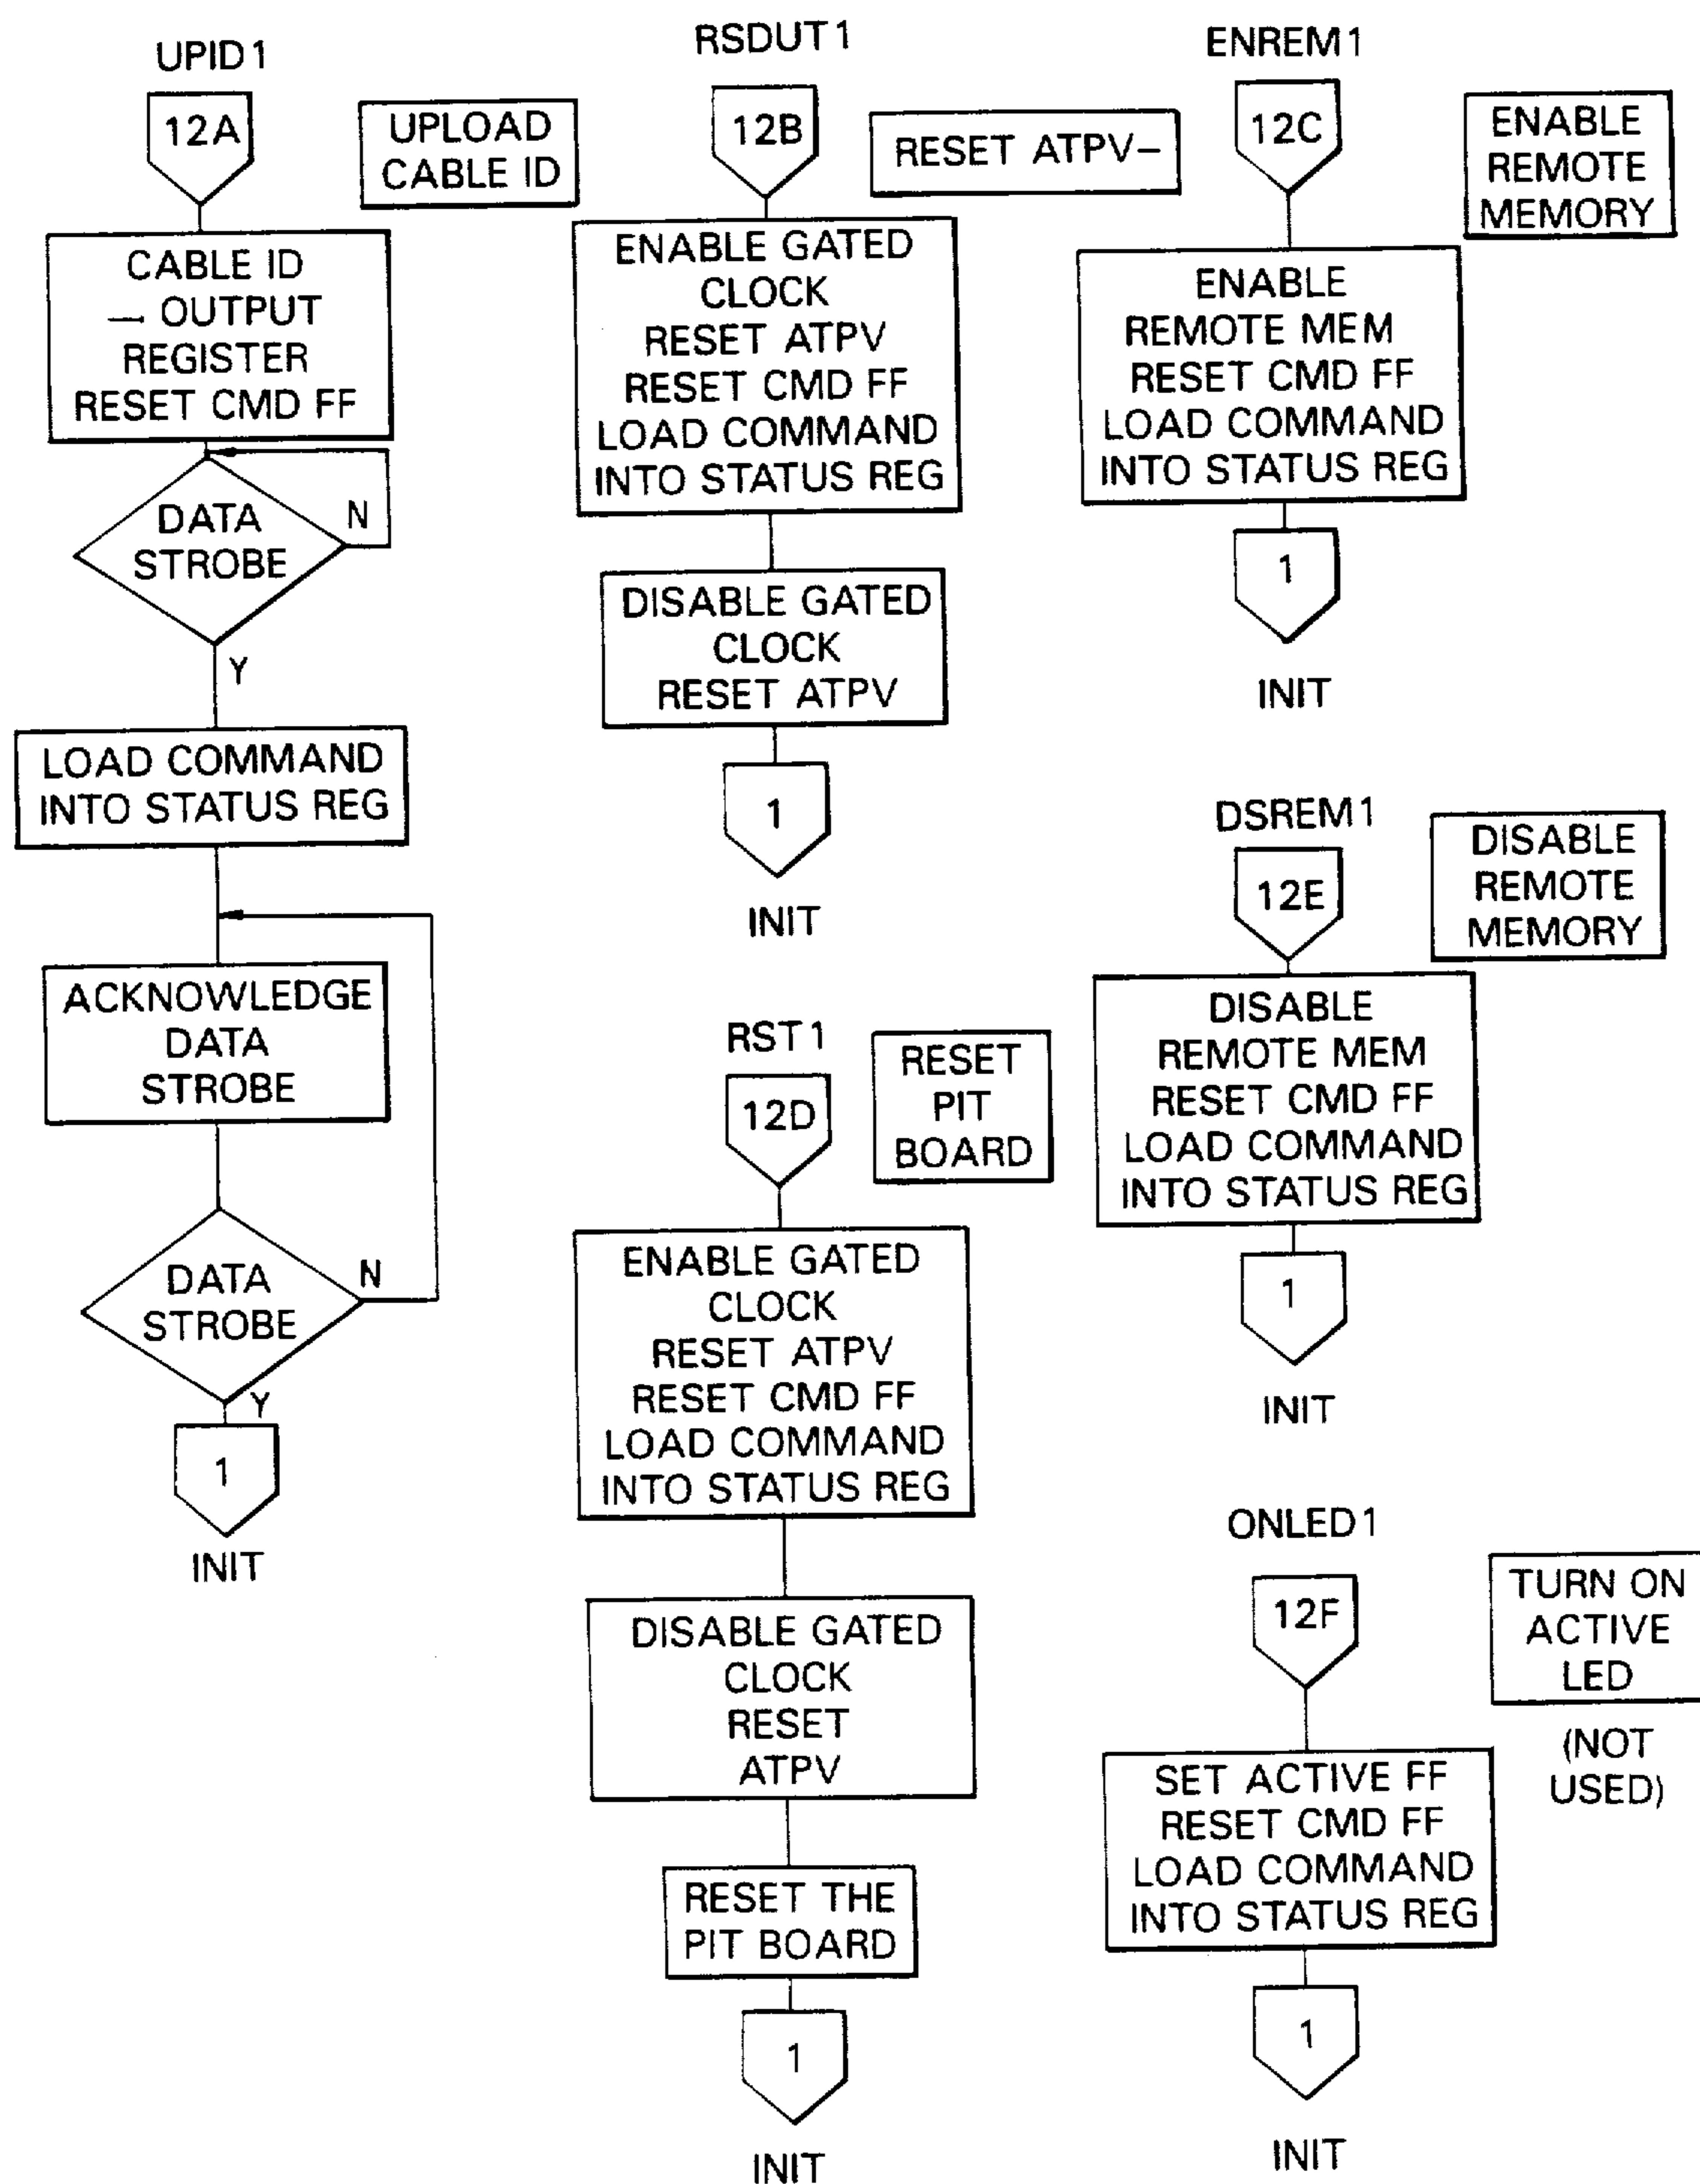 UPID1
12A
UPLOAD
CABLE ID
CABLE ID
— OUTPUT
REGISTER
RESET CMD FF
DATA
STROBE
N
Y
LOAD COMMAND
INTO STATUS REG
ACKNOWLEDGE
DATA
STROBE
DATA
STROBE
N
Y
1
INIT
RSDUT1
12B
RESET ATPV–
ENABLE GATED
CLOCK
RESET ATPV
RESET CMD FF
LOAD COMMAND
INTO STATUS REG
DISABLE GATED
CLOCK
RESET ATPV
1
INIT
RST1
12D
RESET
PIT
BOARD
ENABLE GATED
CLOCK
RESET ATPV
RESET CMD FF
LOAD COMMAND
INTO STATUS REG
DISABLE GATED
CLOCK
RESET
ATPV
RESET THE
PIT BOARD
1
INIT
ENREM1
12C
ENABLE
REMOTE
MEMORY
ENABLE
REMOTE MEM
RESET CMD FF
LOAD COMMAND
INTO STATUS REG
1
INIT
DSREM1
12E
DISABLE
REMOTE
MEMORY
DISABLE
REMOTE MEM
RESET CMD FF
LOAD COMMAND
INTO STATUS REG
1
INIT
ONLED1
12F
TURN ON
ACTIVE
LED
(NOT
USED)
SET ACTIVE FF
RESET CMD FF
LOAD COMMAND
INTO STATUS REG
1
INIT